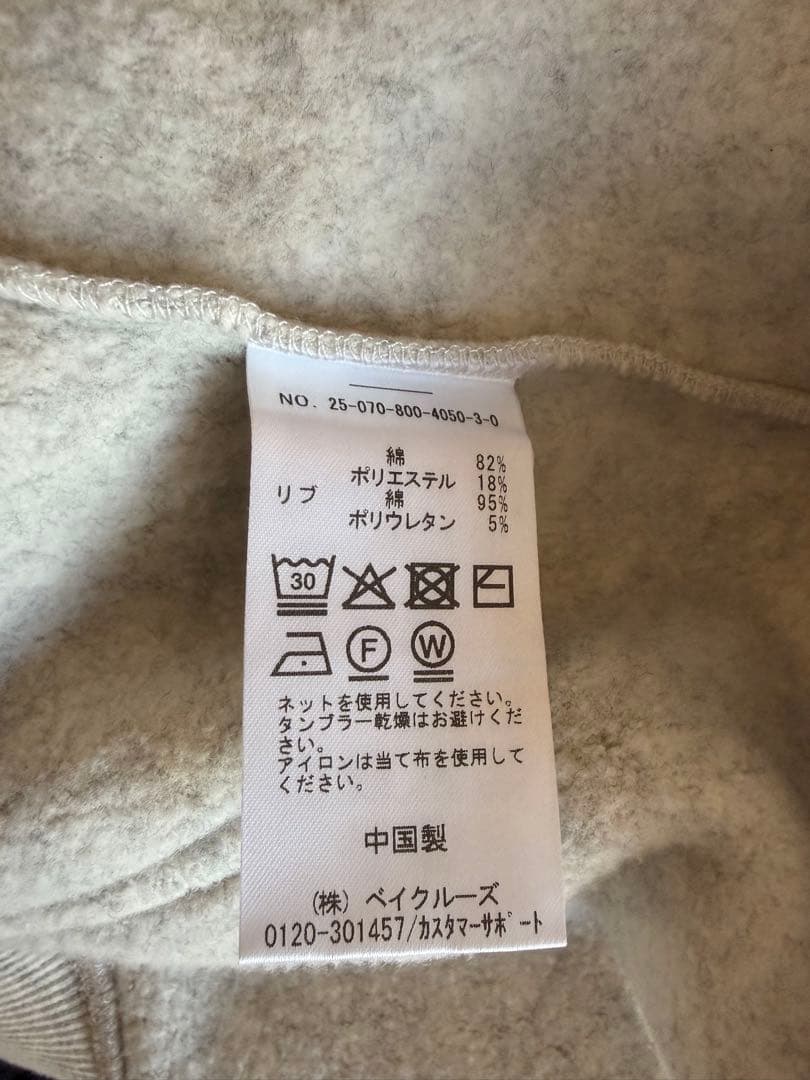 NO. 25-070-800-4050-3-0
綿 82%
ポリエステル 18%
リブ 綿 95%
ポリウレタン 5%
30
F W
ネットを使用してください。
タンブラー乾燥はお避けくだ
さい。
アイロンは当て布を使用して
ください。
中国製
(株) ベイクルーズ
0120-301457/ｶｽﾀﾏｰｻﾎﾟｰﾄ